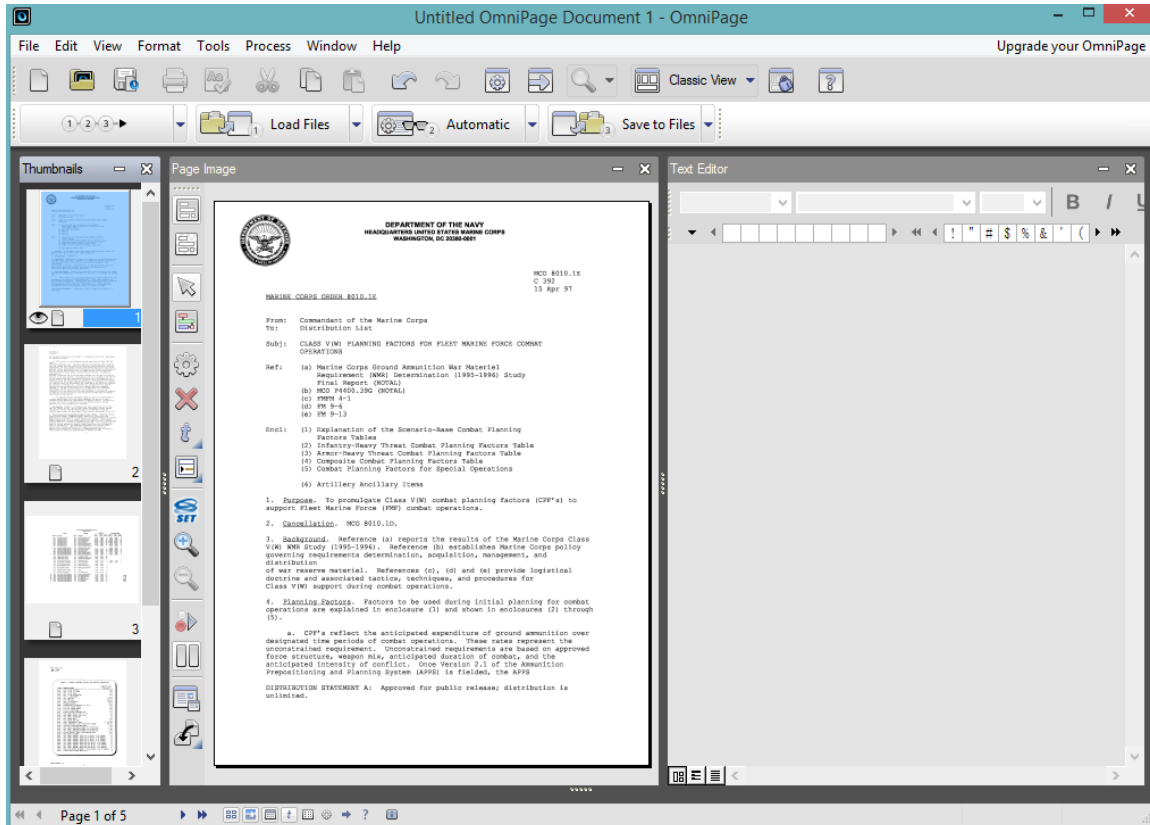 Untitled OmniPage Document 1 - OmniPage
File Edit View Format Tools Process Window Help Upgrade your OmniPage
Classic View
1 2 3 1 Load Files 2 Automatic 3 Save to Files
Thumbnails
1
2
3
Page Image
DEPARTMENT OF THE NAVY
HEADQUARTERS UNITED STATES MARINE CORPS
WASHINGTON, DC 20380-0001
MCO 8010.1E
C 392
15 Apr 97
MARINE CORPS ORDER 8010.1E
From: Commandant of the Marine Corps
To: Distribution List
Subj: CLASS V(W) PLANNING FACTORS FOR FLEET MARINE FORCE COMBAT
OPERATIONS
Ref: (a) Marine Corps Ground Ammunition War Materiel
Requirement (WMR) Determination (1995-1996) Study
Final Report (NOTAL)
(b) MCO P4400.39G (NOTAL)
(c) FMFM 4-1
(d) FM 9-6
(e) FM 9-13
Encl: (1) Explanation of the Scenario-Base Combat Planning
Factors Tables
(2) Infantry-Heavy Threat Combat Planning Factors Table
(3) Armor-Heavy Threat Combat Planning Factors Table
(4) Composite Combat Planning Factors Table
(5) Combat Planning Factors for Special Operations
(6) Artillery Ancillary Items
1. Purpose. To promulgate Class V(W) combat planning factors (CPF's) to
support Fleet Marine Force (FMF) combat operations.
2. Cancellation. MCO 8010.1D.
3. Background. Reference (a) reports the results of the Marine Corps Class
V(W) WMR Study (1995-1996). Reference (b) establishes Marine Corps policy
governing requirements determination, acquisition, management, and
distribution
of war reserve material. References (c), (d) and (e) provide logistical
doctrine and associated tactics, techniques, and procedures for
Class V(W) support during combat operations.
4. Planning Factors. Factors to be used during initial planning for combat
operations are explained in enclosure (1) and shown in enclosures (2) through
(5).
a. CPF's reflect the anticipated expenditure of ground ammunition over
designated time periods of combat operations. These rates represent the
unconstrained requirement. Unconstrained requirements are based on approved
force structure, weapon mix, anticipated duration of combat, and the
anticipated intensity of conflict. Once Version 2.1 of the Ammunition
Prepositioning and Planning System (APPS) is fielded, the APPS
DISTRIBUTION STATEMENT A: Approved for public release; distribution is
unlimited.
SET
Text Editor
B I U
! " # $ % & ' (
Page 1 of 5